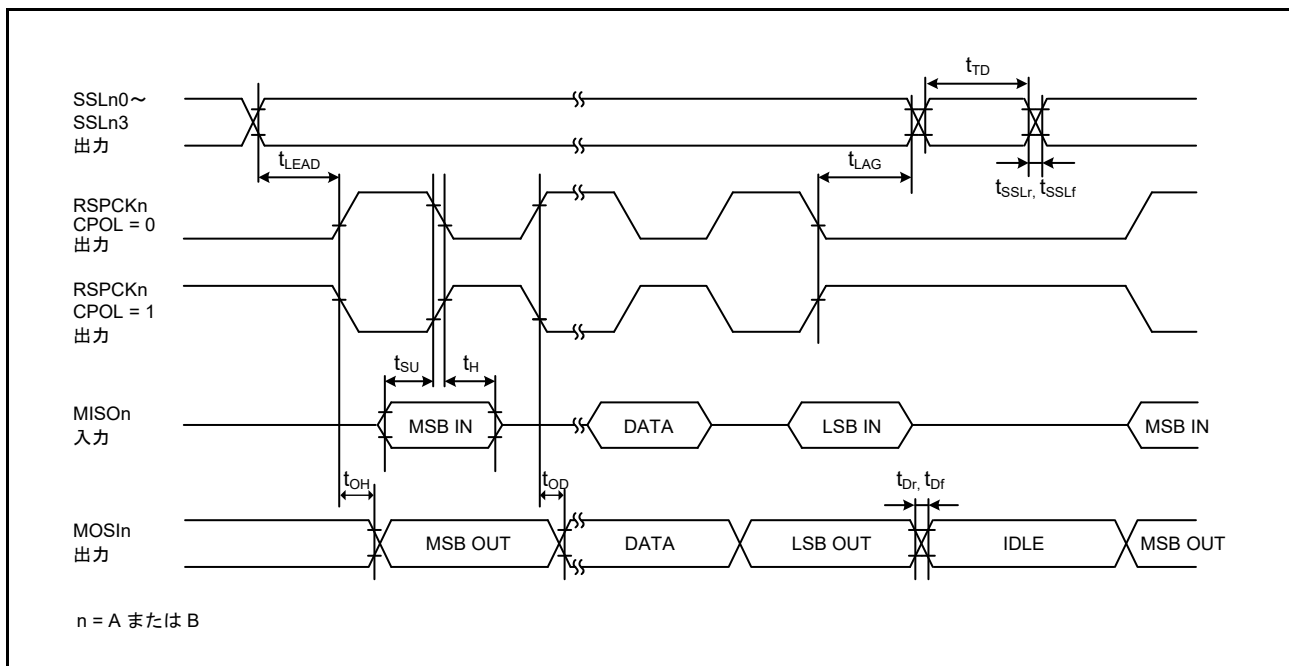 SSLn0～
SSLn3
出力
tTD
tLEAD
tLAG
tSSLr, tSSLf
RSPCKn
CPOL = 0
出力
RSPCKn
CPOL = 1
出力
tSU
tH
MISOn
入力
MSB IN
DATA
LSB IN
MSB IN
tOH
tOD
tDr, tDf
MOSIn
出力
MSB OUT
DATA
LSB OUT
IDLE
MSB OUT
n = A または B